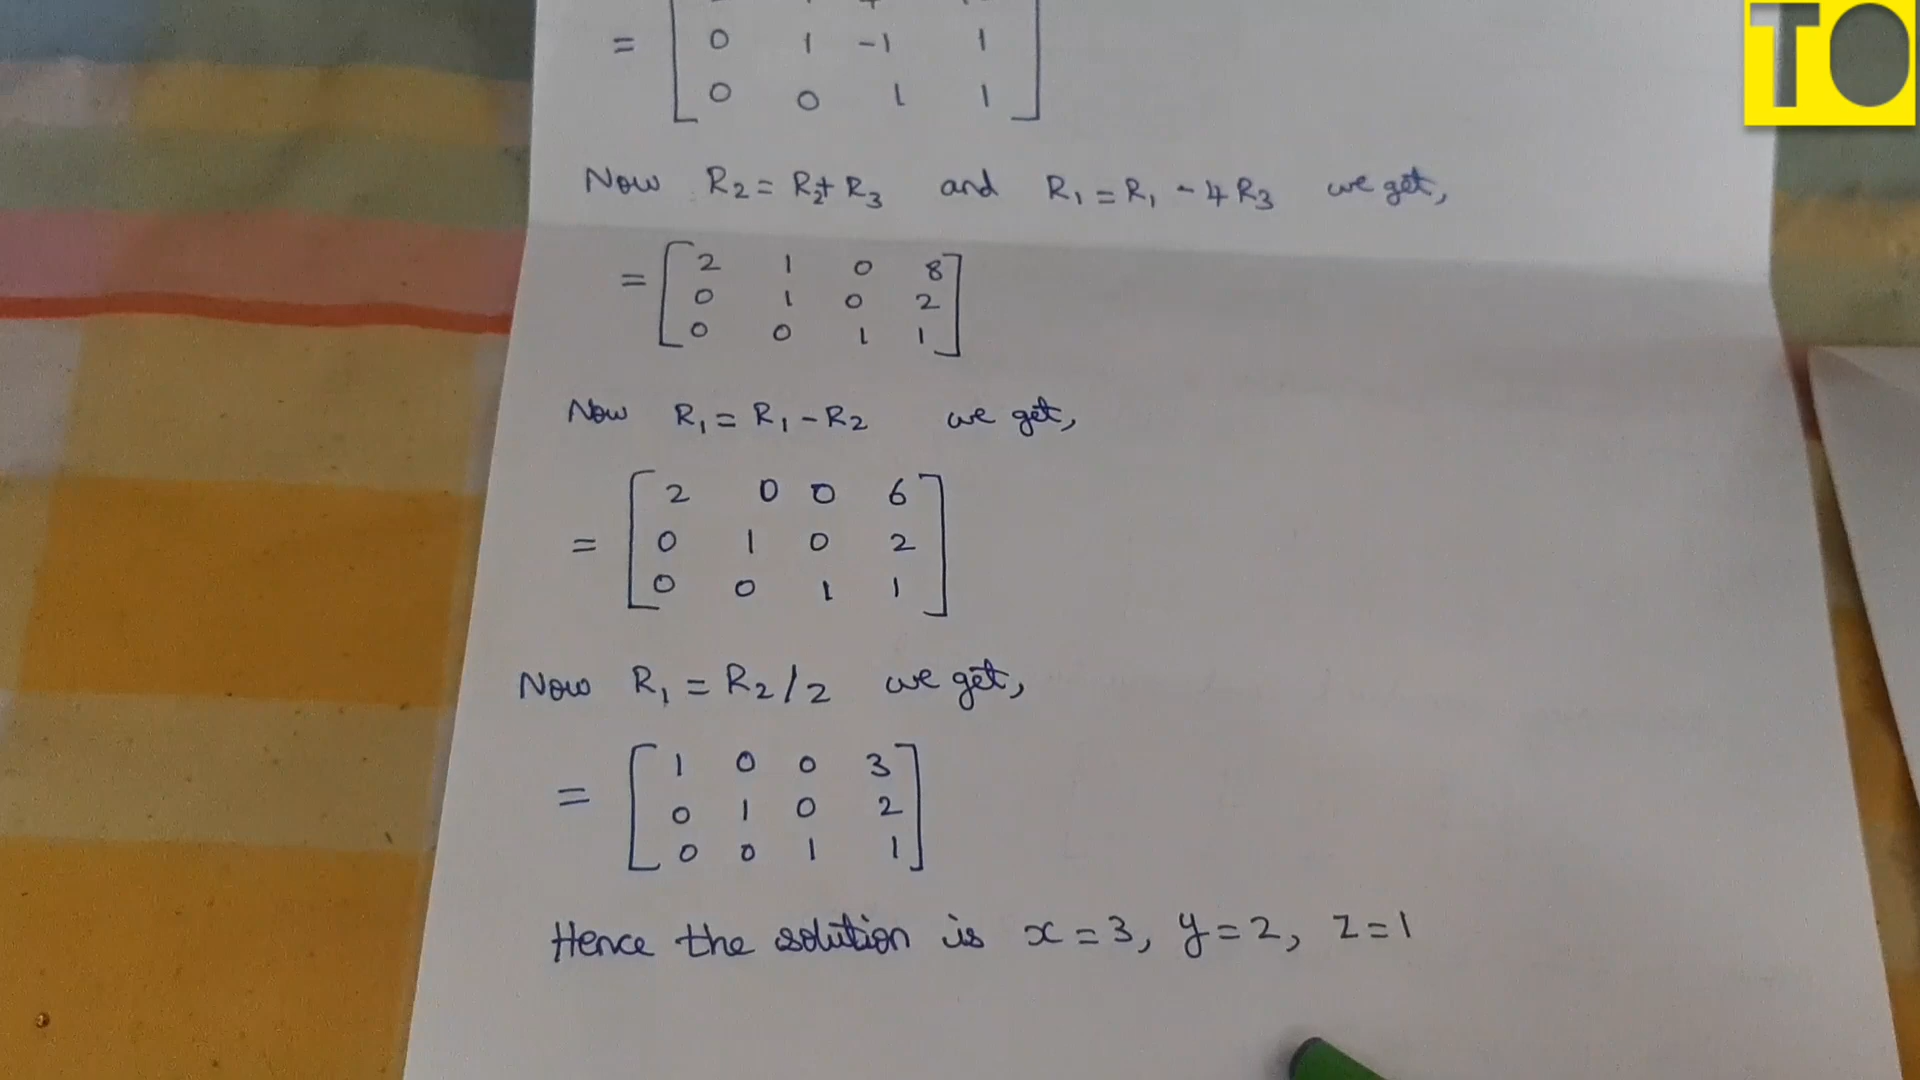 TO
= 0 1 -1 1
0 0 1 1
Now R2 = R2+ R3 and R1 = R1 - 4R3 we get,
= 2 1 0 8
0 1 0 2
0 0 1 1
Now R1 = R1 - R2 we get,
2 0 0 6
= 0 1 0 2
0 0 1 1
Now R1 = R2/2 we get,
1 0 0 3
= 0 1 0 2
0 0 1 1
Hence the solution is x = 3, y = 2, z = 1